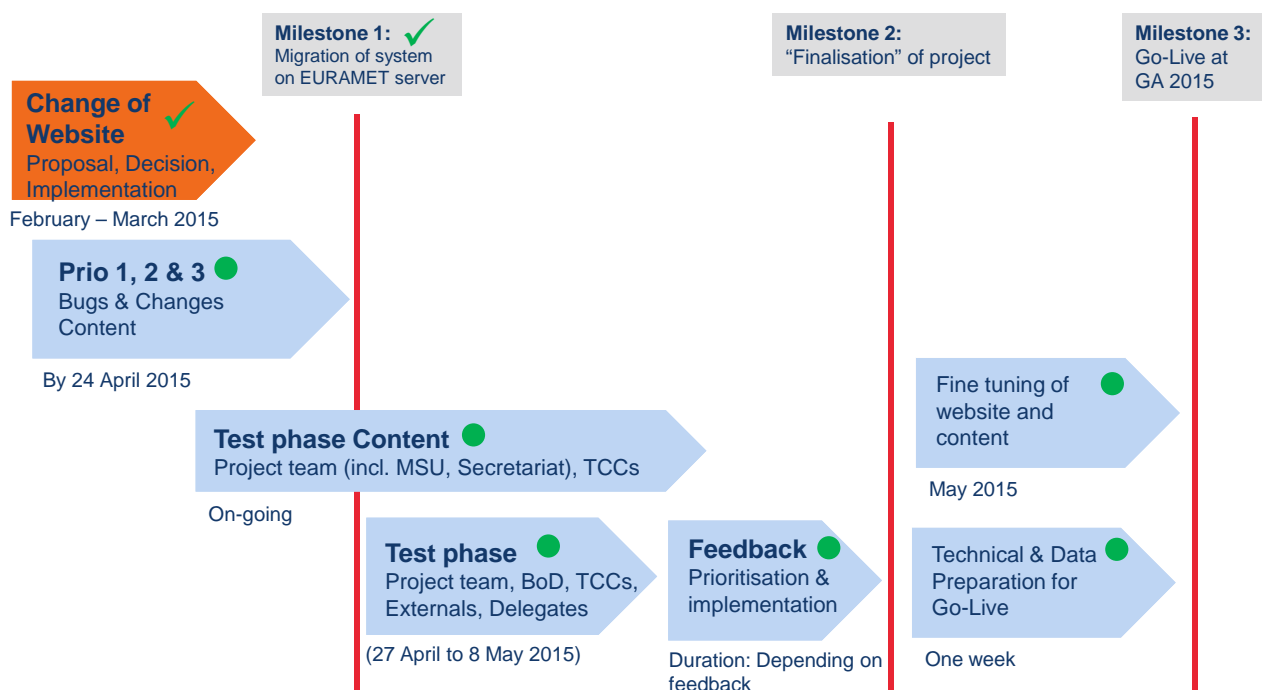 Milestone 1:
Migration of system
on EURAMET server
Milestone 2:
“Finalisation” of project
Milestone 3:
Go-Live at
GA 2015
Change of
Website
Proposal, Decision,
Implementation
February – March 2015
Prio 1, 2 & 3
Bugs & Changes
Content
By 24 April 2015
Test phase Content
Project team (incl. MSU, Secretariat), TCCs
On-going
Fine tuning of
website and
content
May 2015
Test phase
Project team, BoD, TCCs,
Externals, Delegates
(27 April to 8 May 2015)
Feedback
Prioritisation &
implementation
Duration: Depending on
feedback
Technical & Data
Preparation for
Go-Live
One week